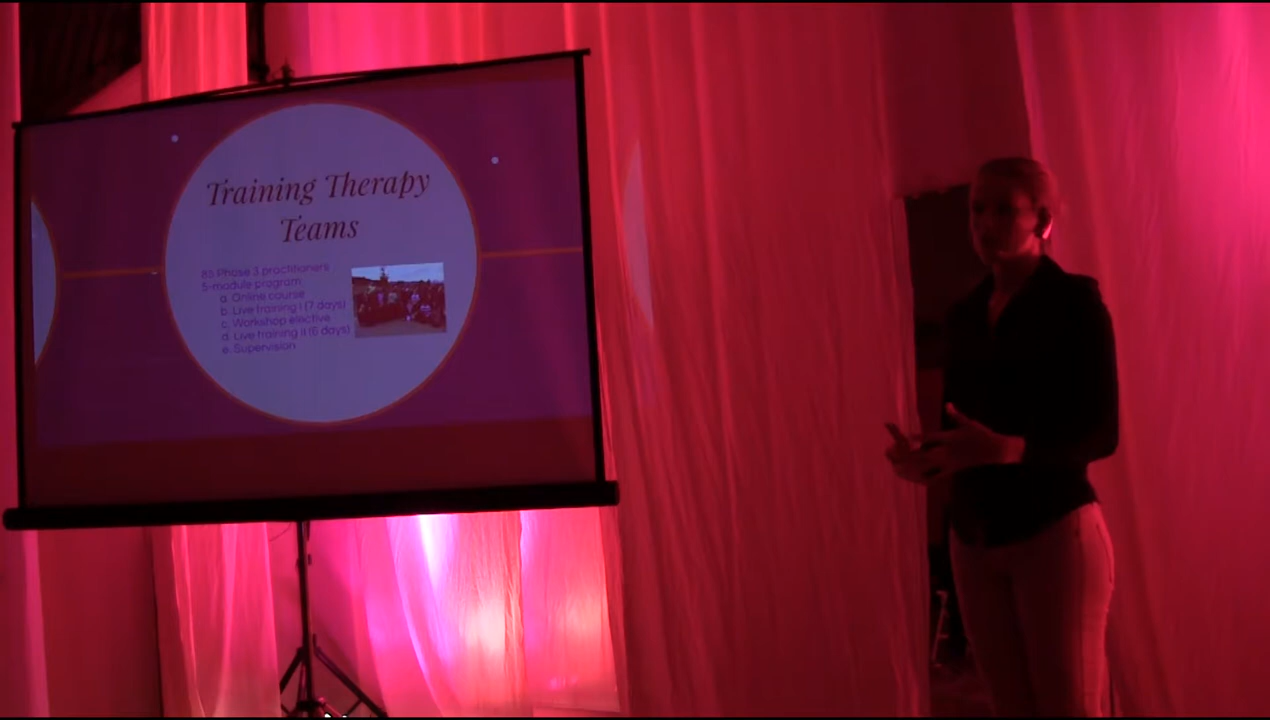 Training Therapy
Teams
85 Phase 3 practitioners
5-module program
a. Online course
b. Live training I (7 days)
c. Workshop elective
d. Live training II (6 days)
e. Supervision